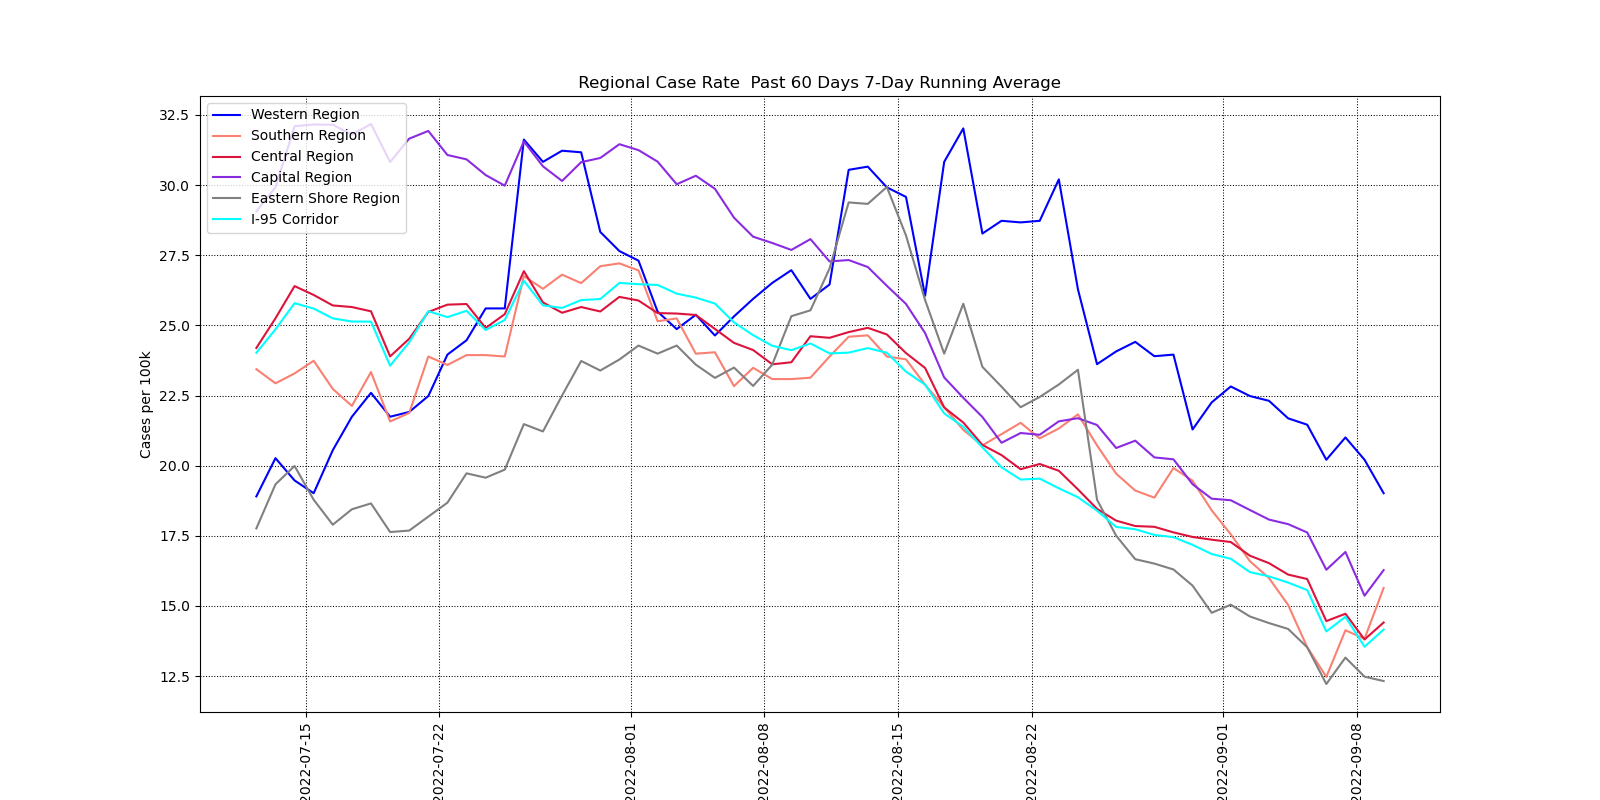 Regional Case Rate  Past 60 Days 7-Day Running Average
32.5
30.0
27.5
25.0
22.5
20.0
17.5
15.0
12.5
Cases per 100k
Western Region
Southern Region
Central Region
Capital Region
Eastern Shore Region
I-95 Corridor
2022-07-15
2022-07-22
2022-08-01
2022-08-08
2022-08-15
2022-08-22
2022-09-01
2022-09-08